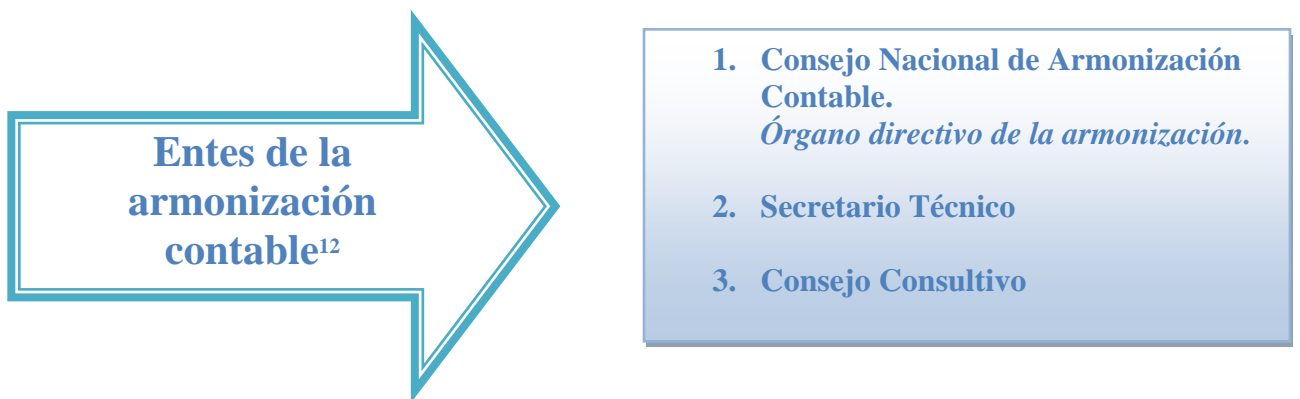 Entes de la
armonización
contable12
1. Consejo Nacional de Armonización
Contable.
Órgano directivo de la armonización.
2. Secretario Técnico
3. Consejo Consultivo